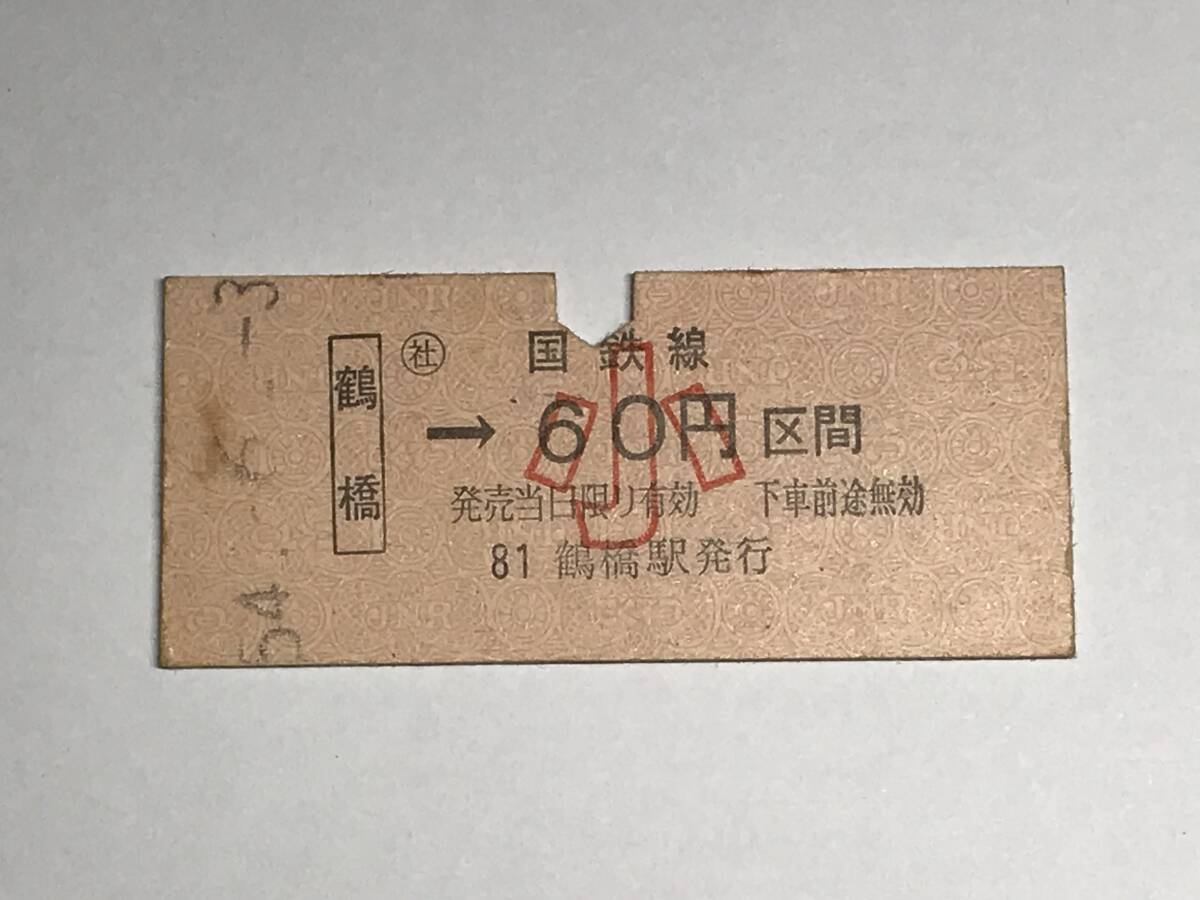 鶴橋
㊓ 国鉄線
→ 60円 区間
小
発売当日限り有効 下車前途無効
81 鶴橋駅発行
JNR